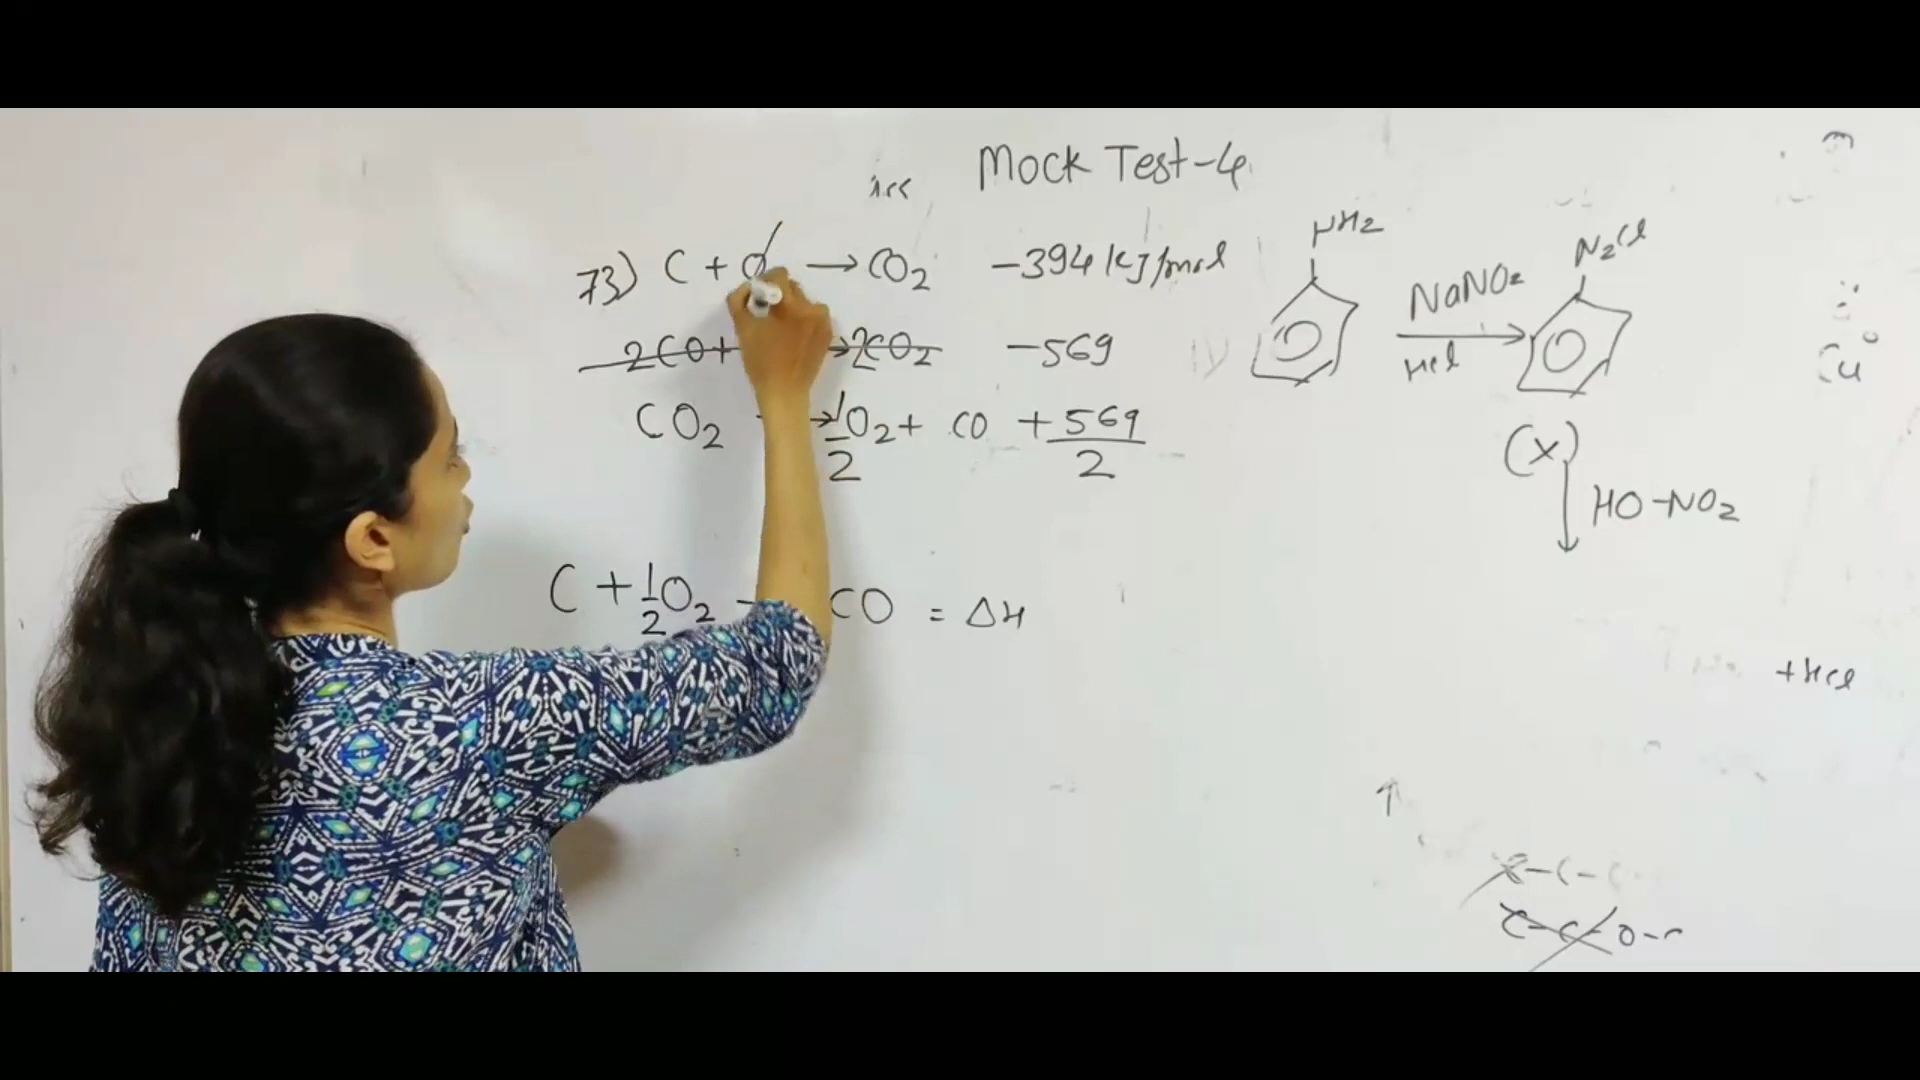 Mock Test-4
73) C + O → CO2 -394 kJ/mol
2CO+ → 2CO2 -569
CO2 → 1/2 O2 + CO + 569/2
C + 1/2 O2 CO = ΔH
NH2
NaNO2
HCl
N2Cl
(X)
HO-NO2
Cu
+HCl
C-C-O-C